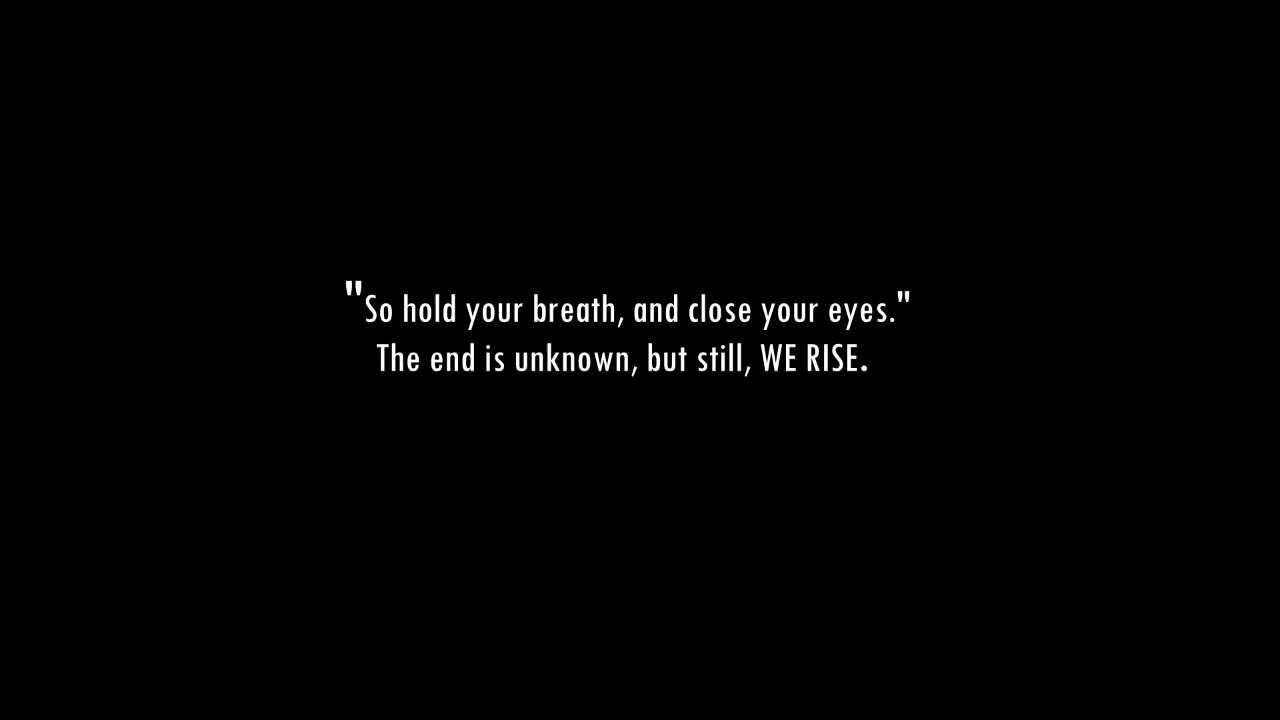 "So hold your breath, and close your eyes."
The end is unknown, but still, WE RISE.